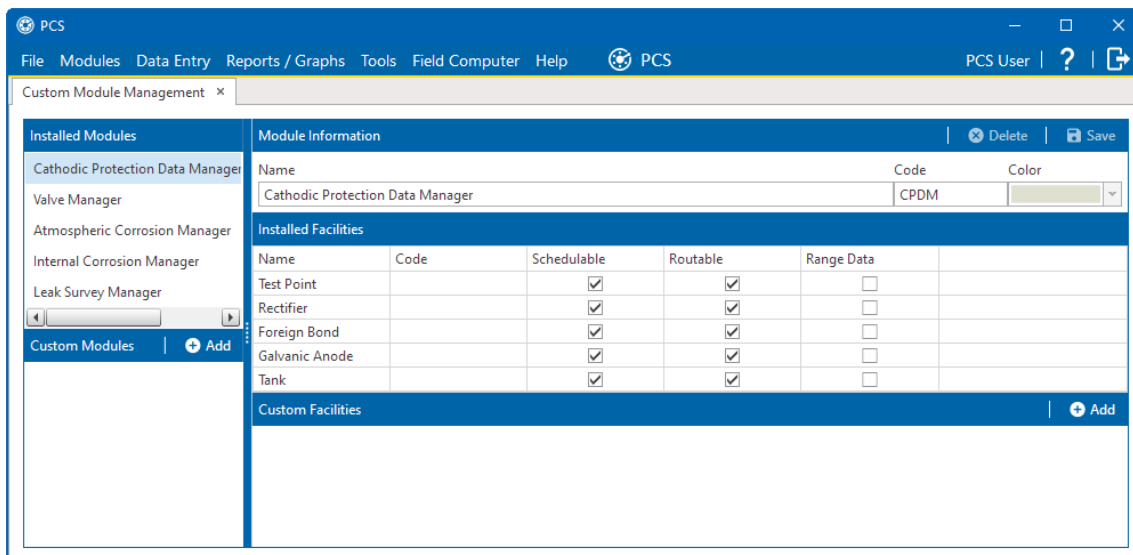 PCS
File Modules Data Entry Reports / Graphs Tools Field Computer Help PCS PCS User ?
Custom Module Management ×
Installed Modules
Cathodic Protection Data Manager
Valve Manager
Atmospheric Corrosion Manager
Internal Corrosion Manager
Leak Survey Manager
Custom Modules Add
Module Information Delete Save
Name Code Color
Cathodic Protection Data Manager CPDM
Installed Facilities
Name Code Schedulable Routable Range Data
Test Point
Rectifier
Foreign Bond
Galvanic Anode
Tank
Custom Facilities Add